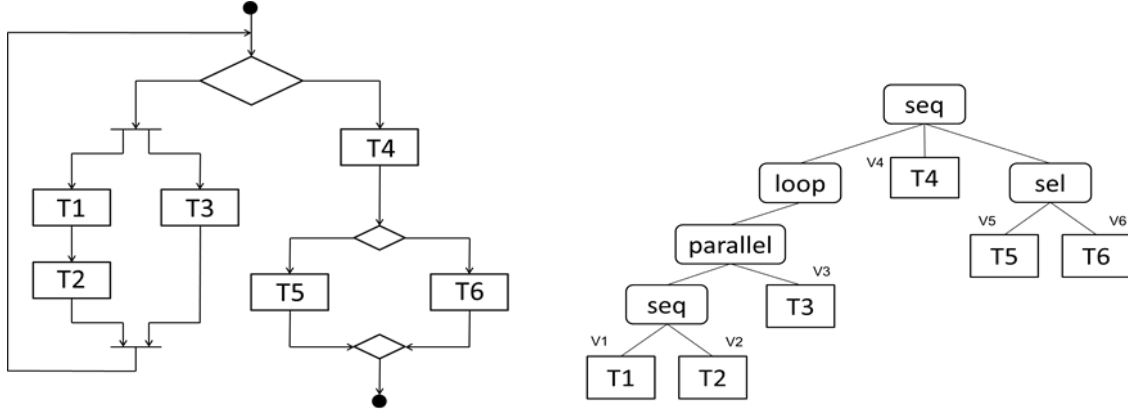 T4
T1
T3
T2
T5
T6
seq
loop
V4
T4
sel
parallel
V5
V6
T5
T6
seq
V3
T3
V1
V2
T1
T2